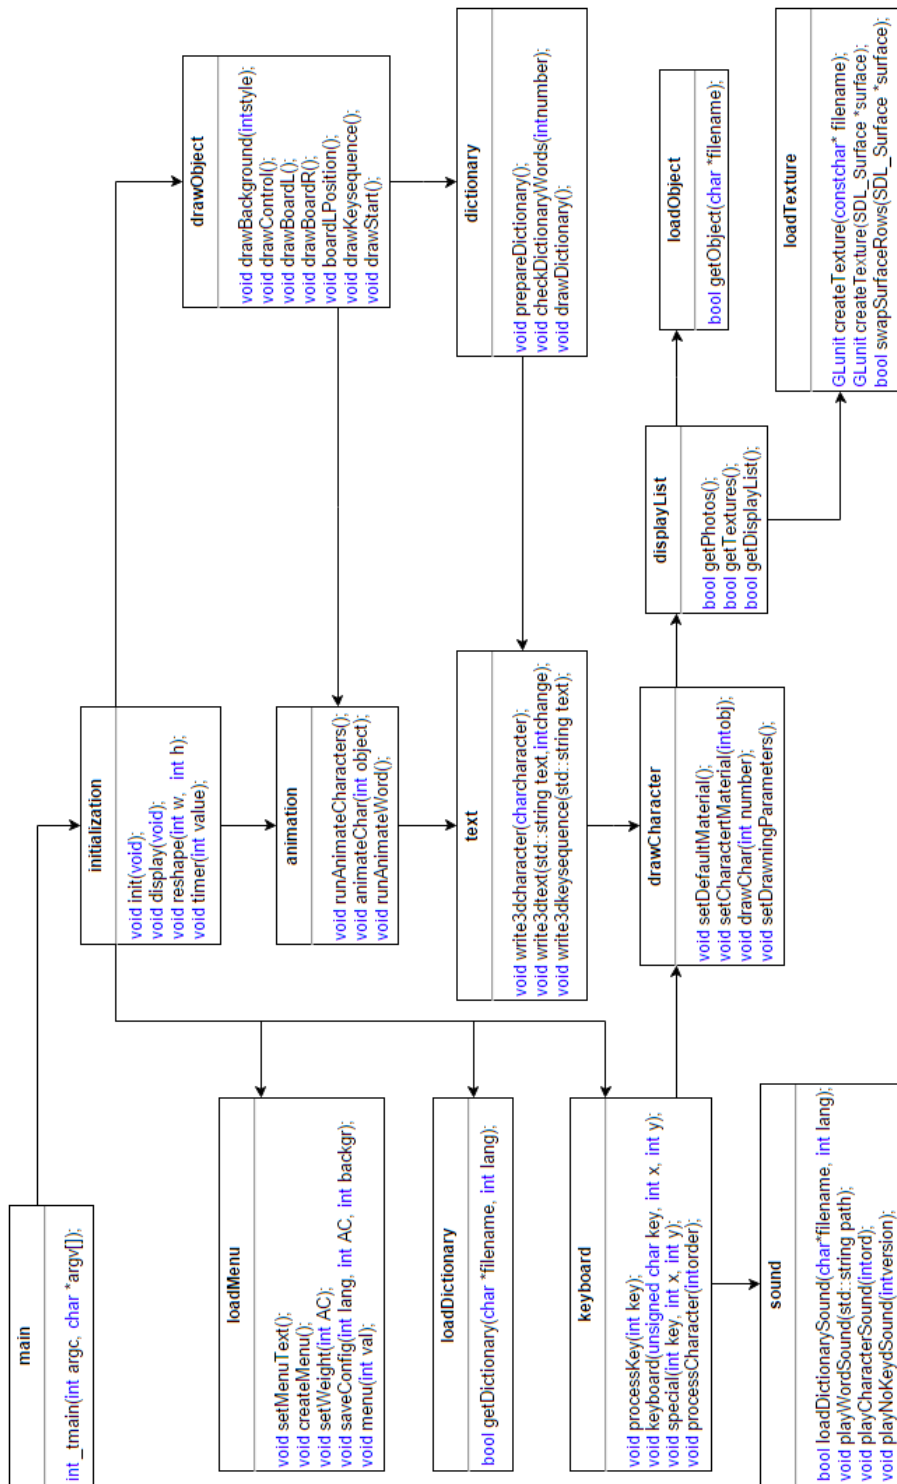 main
int _tmain(int argc, char *argv[]);
initialization
void init(void);
void display(void);
void reshape(int w, int h);
void timer(int value);
drawObject
void drawBackground(intstyle);
void drawControl();
void drawBoardL();
void drawBoardR();
void boardLPosition();
void drawKeysequence();
void drawStart();
loadMenu
void setMenuText();
void createMenu();
void setWeight(int AC);
void saveConfig(int lang, int AC, int backgr);
void menu(int val);
animation
void runAnimateCharacters();
void animateChar(int object);
void runAnimateWord();
dictionary
void prepareDictionary();
void checkDictionaryWords(intnumber);
void drawDictionary();
loadDictionary
bool getDictionary(char *filename, int lang);
text
void write3dcharacter(charcharacter);
void write3dtext(std::string text,intchange);
void write3dkeysequence(std::string text);
keyboard
void processKey(int key);
void keyboard(unsigned char key, int x, int y);
void special(int key, int x, int y);
void processCharacter(intorder);
drawCharacter
void setDefaultMaterial();
void setCharactertMaterial(intobj);
void drawChar(int number);
void setDrawningParameters();
displayList
bool getPhotos();
bool getTextures();
bool getDisplayList();
loadObject
bool getObject(char *filename);
sound
bool loadDictionarySound(char*filename, int lang);
void playWordSound(std::string path);
void playCharacterSound(intord);
void playNoKeydSound(intversion);
loadTexture
GLunit createTexture(constchar* filename);
GLunit createTexture(SDL_Surface *surface);
bool swapSurfaceRows(SDL_Surface *surface);